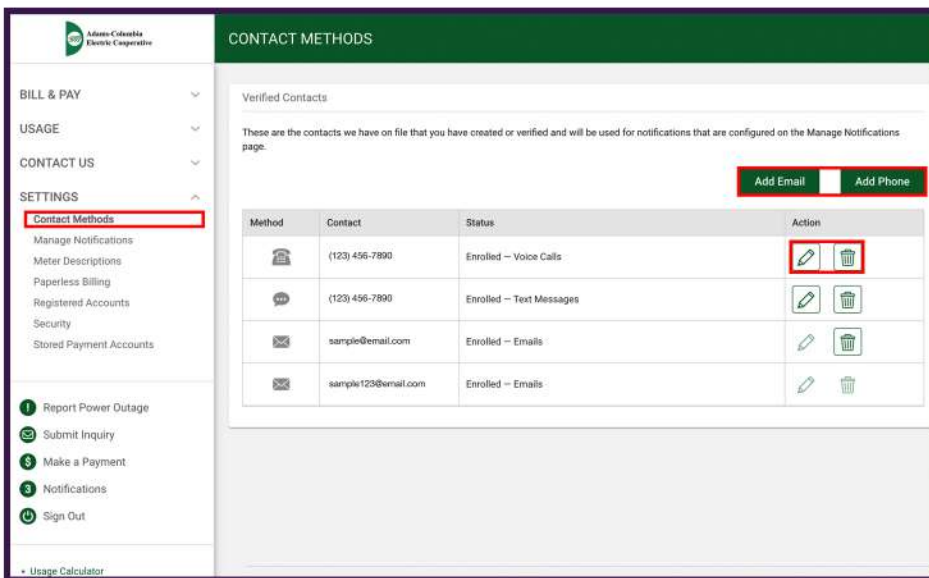 Adams-Columbia
Electric Cooperative
CONTACT METHODS
BILL & PAY
USAGE
CONTACT US
SETTINGS
Contact Methods
Manage Notifications
Meter Descriptions
Paperless Billing
Registered Accounts
Security
Stored Payment Accounts
! Report Power Outage
Submit Inquiry
$ Make a Payment
3 Notifications
Sign Out
• Usage Calculator
Verified Contacts
These are the contacts we have on file that you have created or verified and will be used for notifications that are configured on the Manage Notifications
page.
Add Email Add Phone
Method Contact Status Action
(123) 456-7890 Enrolled — Voice Calls
(123) 456-7890 Enrolled — Text Messages
sample@email.com Enrolled — Emails
sample123@email.com Enrolled — Emails